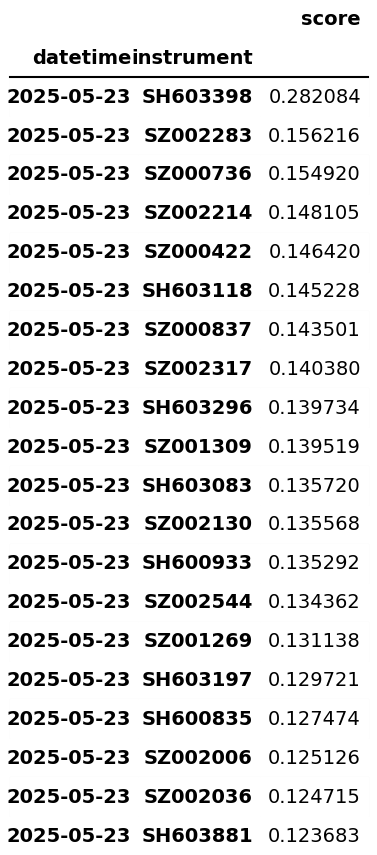 score
datetime instrument
2025-05-23 SH603398 0.282084
2025-05-23 SZ002283 0.156216
2025-05-23 SZ000736 0.154920
2025-05-23 SZ002214 0.148105
2025-05-23 SZ000422 0.146420
2025-05-23 SH603118 0.145228
2025-05-23 SZ000837 0.143501
2025-05-23 SZ002317 0.140380
2025-05-23 SH603296 0.139734
2025-05-23 SZ001309 0.139519
2025-05-23 SH603083 0.135720
2025-05-23 SZ002130 0.135568
2025-05-23 SH600933 0.135292
2025-05-23 SZ002544 0.134362
2025-05-23 SZ001269 0.131138
2025-05-23 SH603197 0.129721
2025-05-23 SH600835 0.127474
2025-05-23 SZ002006 0.125126
2025-05-23 SZ002036 0.124715
2025-05-23 SH603881 0.123683